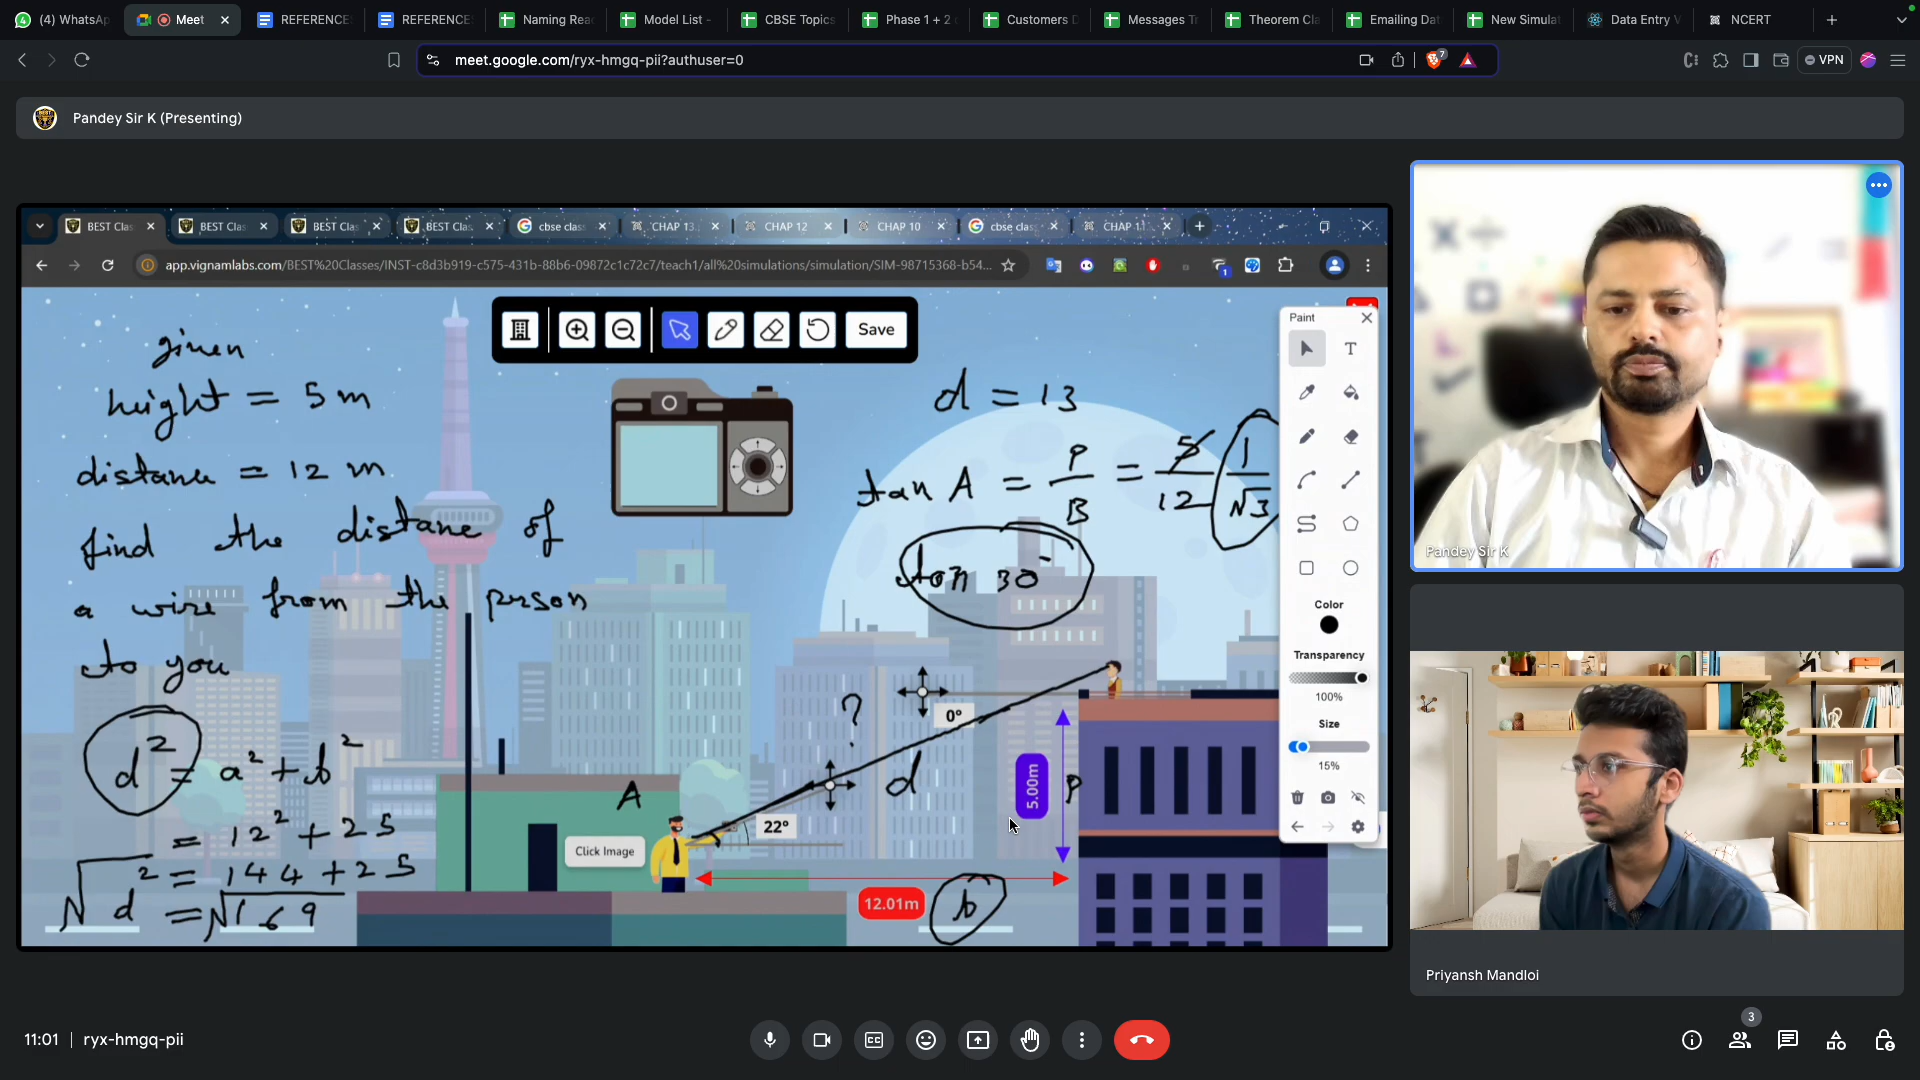 (4) WhatsAp
Meet
REFERENCE
REFERENCE
Naming Rea
Model List -
CBSE Topics
Phase 1 + 2
Customers D
Messages Tr
Theorem Cla
Emailing Dat
New Simulat
Data Entry V
NCERT
meet.google.com/ryx-hmgq-pii?authuser=0
7
VPN
Pandey Sir K (Presenting)
BEST Clas
BEST Clas
BEST Clas
BEST Clas
cbse clas
CHAP 13
CHAP 12
CHAP 10
cbse clas
CHAP 11
app.vignamlabs.com/BEST%20Classes/INST-c8d3b919-c575-431b-88b6-09872c1c72c7/teach1/all%20simulations/simulation/SIM-98715368-b54...
1
Save
given
height = 5 m
distance = 12 m
find the distane of
a wire from the person
to you
d² = a² + b²
= 12² + 25
√d² = 144 + 25
d = √169
d = 13
tan A = P/B = 5/12 1/√3
tan 30°
?
d
A
P
b
0°
22°
5.00m
12.01m
Click Image
Paint
T
Color
Transparency
100%
Size
15%
Pandey Sir K
Priyansh Mandloi
11:01 | ryx-hmgq-pii
3